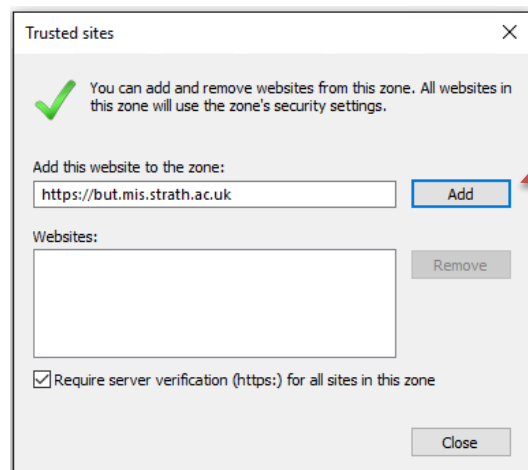 Trusted sites
You can add and remove websites from this zone. All websites in
this zone will use the zone's security settings.
Add this website to the zone:
https://but.mis.strath.ac.uk
Add
Websites:
Remove
Require server verification (https:) for all sites in this zone
Close